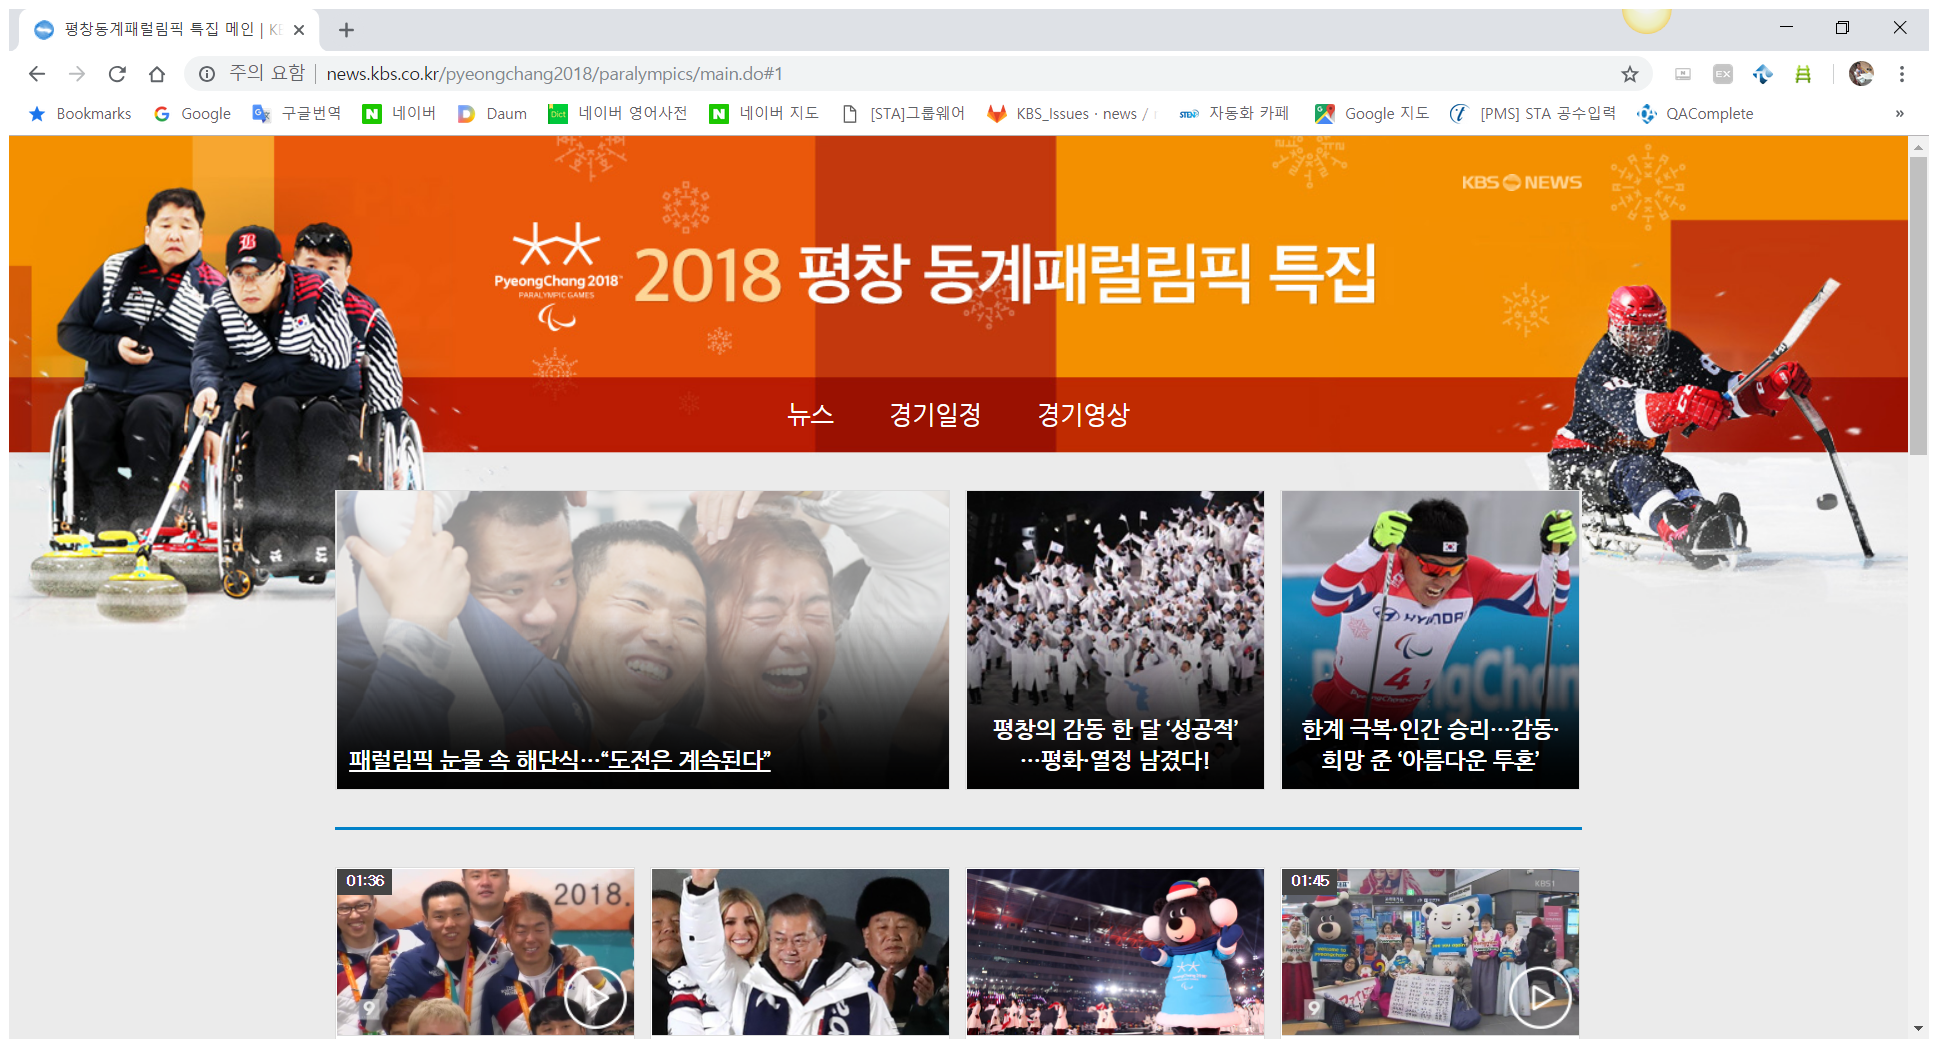 평창동계패럴림픽 특집 메인 | KB
주의 요함 | news.kbs.co.kr/pyeongchang2018/paralympics/main.do#1
EX
Bookmarks Google 구글번역 네이버 Daum 네이버 영어사전 네이버 지도 [STA]그룹웨어 KBS_Issues · news / 자동화 카페 Google 지도 [PMS] STA 공수입력 QAComplete »
KBS NEWS
PyeongChang 2018™
PARALYMPIC GAMES
2018 평창 동계패럴림픽 특집
뉴스 경기일정 경기영상
HYUNDAI
4
패럴림픽 눈물 속 해단식…“도전은 계속된다”
평창의 감동 한 달 ‘성공적’
…평화·열정 남겼다!
한계 극복·인간 승리…감동·
희망 준 ‘아름다운 투혼’
01:36
2018.
9
01:45
KBS1
9